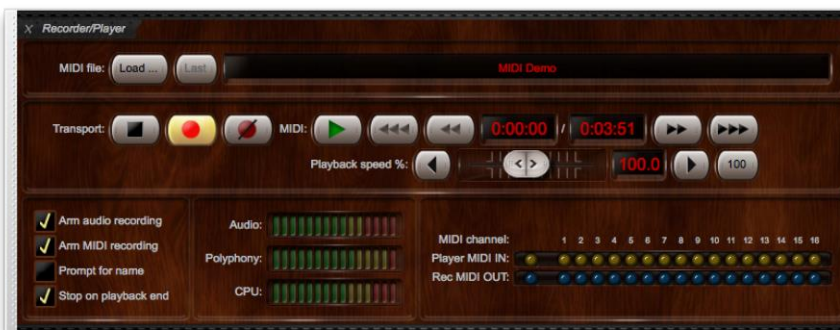 X Recorder/Player
MIDI file: Load ... Last MIDI Demo
Transport: MIDI: 0:00:00 / 0:03:51
Playback speed %: < > 100.0 100
Arm audio recording
Arm MIDI recording
Prompt for name
Stop on playback end
Audio:
Polyphony:
CPU:
MIDI channel: 1 2 3 4 5 6 7 8 9 10 11 12 13 14 15 16
Player MIDI IN:
Rec MIDI OUT: